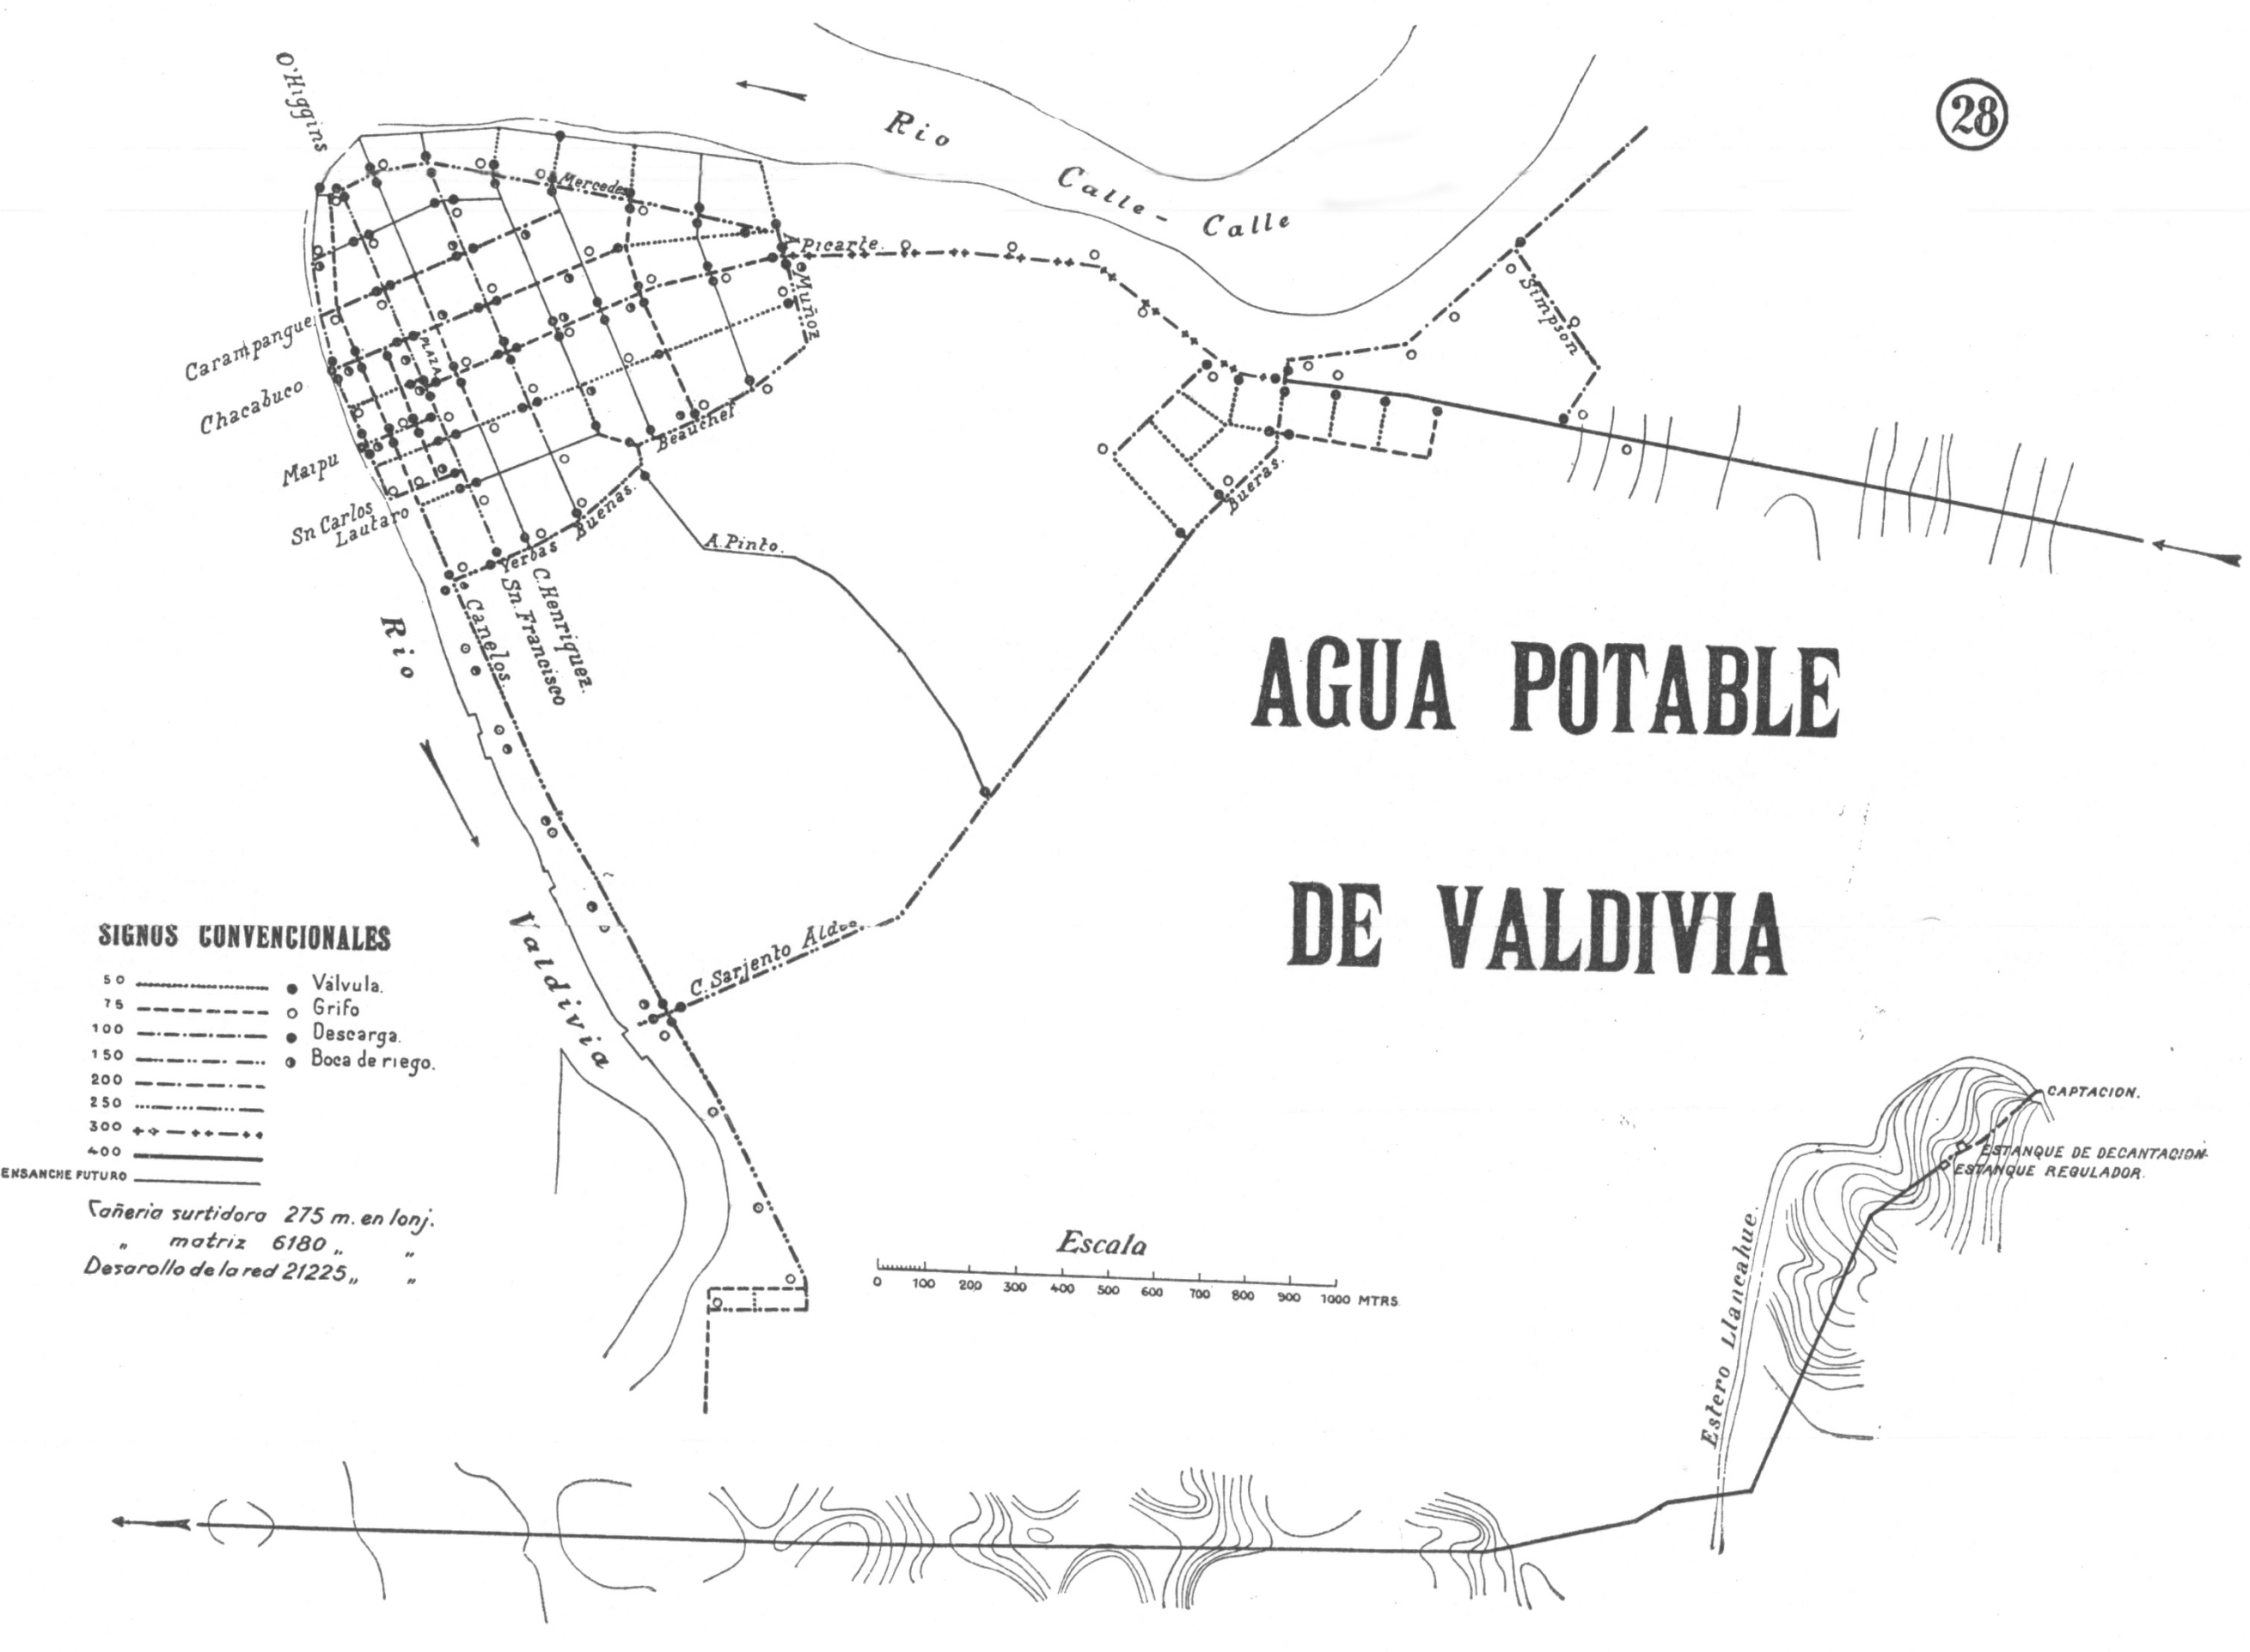 28
O'Higgins
Rio
Calle-Calle
Mercedes
A. Picarte.
Muñoz
Simpson
Carampangue
PLAZA
Chacabuco
Beauchef
Maipu
Bueras.
Sn Carlos
Lautaro
Yerbas Buenas.
A. Pinto.
C. Henriquez.
Sn. Francisco
Canelos.
Rio
Valdivia
AGUA POTABLE
DE VALDIVIA
C. Sarjento Aldea
SIGNOS CONVENCIONALES
50
75
100
150
200
250
300
400
ENSANCHE FUTURO
Válvula.
Grifo
Descarga.
Boca de riego.
Cañeria surtidora 275 m. en lonj.
" matriz 6180 " "
Desarollo de la red 21225 " "
Escala
0 100 200 300 400 500 600 700 800 900 1000 MTRS.
CAPTACION.
ESTANQUE DE DECANTACION.
ESTANQUE REGULADOR.
Estero Llancahue.